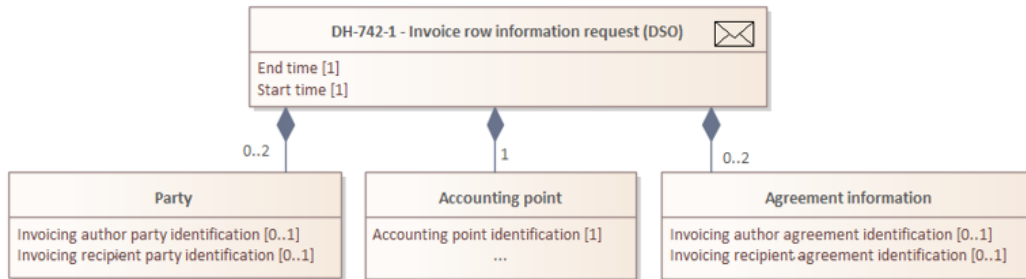 DH-742-1 - Invoice row information request (DSO)
End time [1]
Start time [1]
0..2
1
0..2
Party
Invoicing author party identification [0..1]
Invoicing recipient party identification [0..1]
Accounting point
Accounting point identification [1]
...
Agreement information
Invoicing author agreement identification [0..1]
Invoicing recipient agreement identification [0..1]